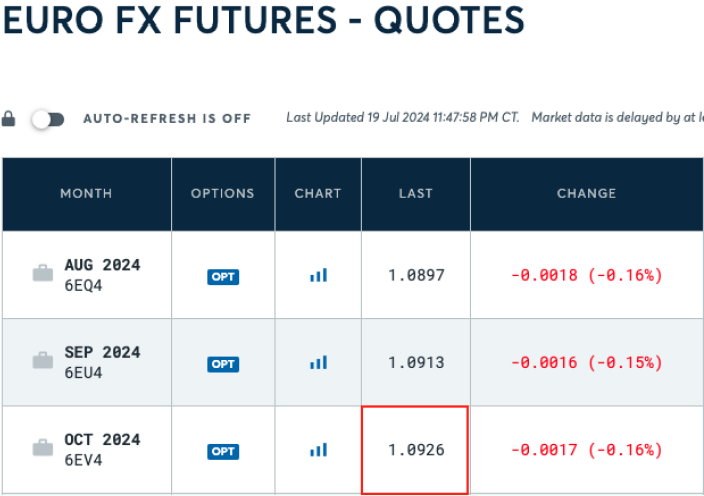 EURO FX FUTURES - QUOTES
AUTO-REFRESH IS OFF Last Updated 19 Jul 2024 11:47:58 PM CT. Market data is delayed by at
MONTH OPTIONS CHART LAST CHANGE
AUG 2024
6EQ4
OPT 1.0897 -0.0018 (-0.16%)
SEP 2024
6EU4
OPT 1.0913 -0.0016 (-0.15%)
OCT 2024
6EV4
OPT 1.0926 -0.0017 (-0.16%)